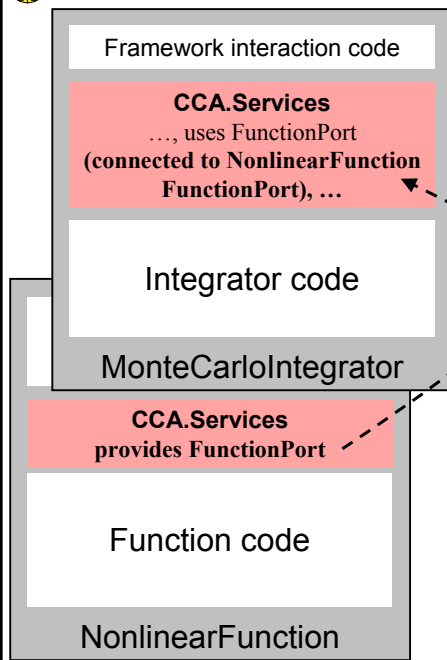 Framework interaction code
CCA.Services
…, uses FunctionPort
(connected to NonlinearFunction
FunctionPort), …
Integrator code
MonteCarloIntegrator
CCA.Services
provides FunctionPort
Function code
NonlinearFunction